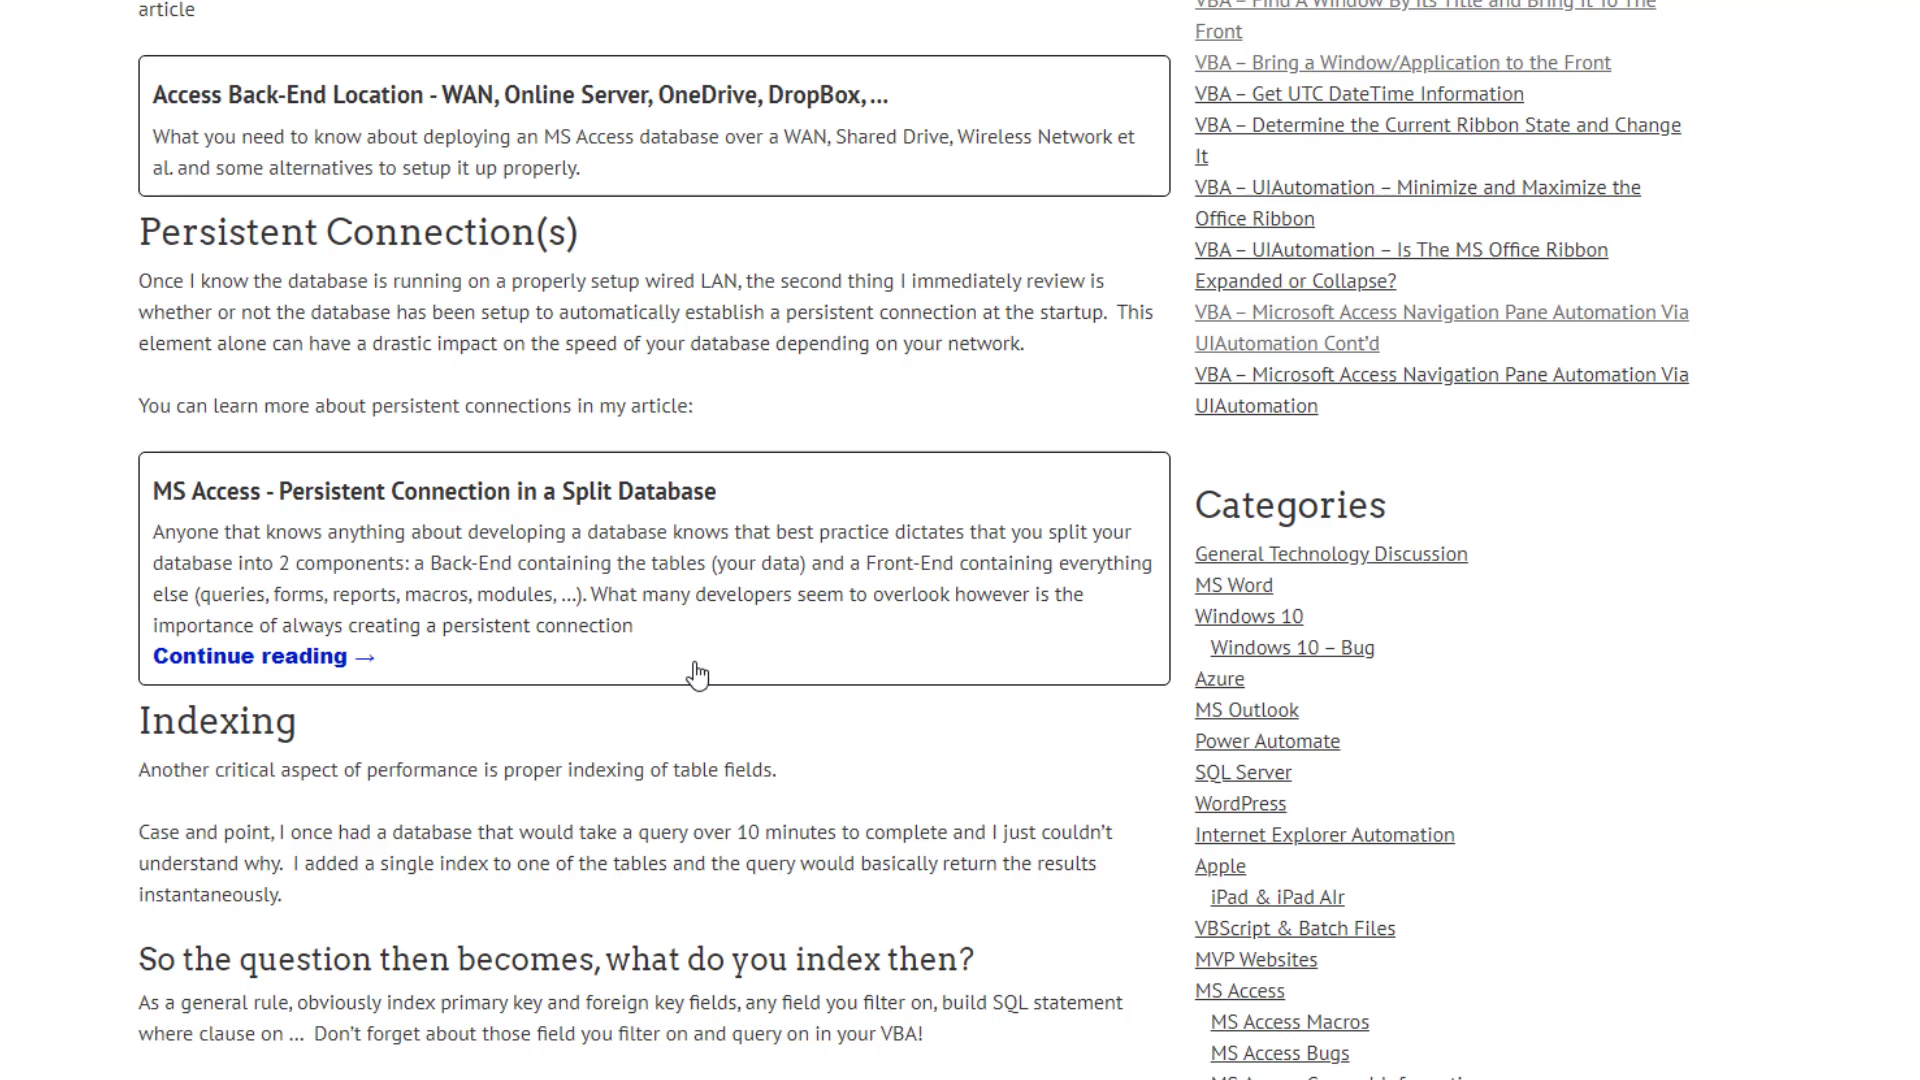 article
Access Back-End Location - WAN, Online Server, OneDrive, DropBox, ...
What you need to know about deploying an MS Access database over a WAN, Shared Drive, Wireless Network et
al. and some alternatives to setup it up properly.
Persistent Connection(s)
Once I know the database is running on a properly setup wired LAN, the second thing I immediately review is
whether or not the database has been setup to automatically establish a persistent connection at the startup.  This
element alone can have a drastic impact on the speed of your database depending on your network.
You can learn more about persistent connections in my article:
MS Access - Persistent Connection in a Split Database
Anyone that knows anything about developing a database knows that best practice dictates that you split your
database into 2 components: a Back-End containing the tables (your data) and a Front-End containing everything
else (queries, forms, reports, macros, modules, ...). What many developers seem to overlook however is the
importance of always creating a persistent connection
Continue reading →
Indexing
Another critical aspect of performance is proper indexing of table fields.
Case and point, I once had a database that would take a query over 10 minutes to complete and I just couldn't
understand why.  I added a single index to one of the tables and the query would basically return the results
instantaneously.
So the question then becomes, what do you index then?
As a general rule, obviously index primary key and foreign key fields, any field you filter on, build SQL statement
where clause on ...  Don't forget about those field you filter on and query on in your VBA!
VBA – Find A Window By Its Title and Bring It To The
Front
VBA – Bring a Window/Application to the Front
VBA – Get UTC DateTime Information
VBA – Determine the Current Ribbon State and Change
It
VBA – UIAutomation – Minimize and Maximize the
Office Ribbon
VBA – UIAutomation – Is The MS Office Ribbon
Expanded or Collapse?
VBA – Microsoft Access Navigation Pane Automation Via
UIAutomation Cont'd
VBA – Microsoft Access Navigation Pane Automation Via
UIAutomation
Categories
General Technology Discussion
MS Word
Windows 10
Windows 10 – Bug
Azure
MS Outlook
Power Automate
SQL Server
WordPress
Internet Explorer Automation
Apple
iPad & iPad AIr
VBScript & Batch Files
MVP Websites
MS Access
MS Access Macros
MS Access Bugs